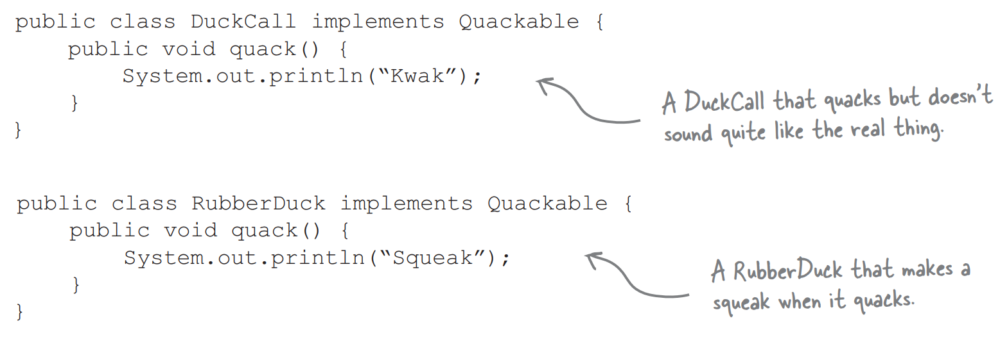 public class DuckCall implements Quackable {
public void quack() {
System.out.println(“Kwak”);
}
}
A DuckCall that quacks but doesn’t
sound quite like the real thing.
public class RubberDuck implements Quackable {
public void quack() {
System.out.println(“Squeak”);
}
}
A RubberDuck that makes a
squeak when it quacks.